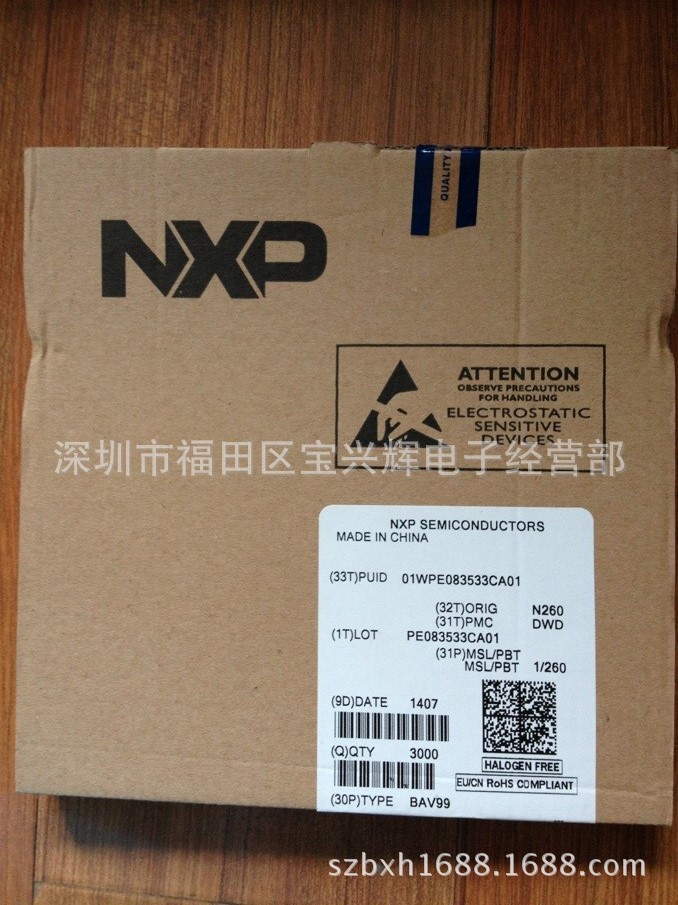 QUALITY
NXP
ATTENTION
OBSERVE PRECAUTIONS
FOR HANDLING
ELECTROSTATIC
SENSITIVE
DEVICES
深圳市福田区宝兴辉电子经营部
NXP SEMICONDUCTORS
MADE IN CHINA
(33T)PUID 01WPE083533CA01
(32T)ORIG N260
(31T)PMC DWD
(1T)LOT PE083533CA01
(31P)MSL/PBT
MSL/PBT 1/260
(9D)DATE 1407
(Q)QTY 3000
HALOGEN FREE
EU/CN RoHS COMPLIANT
(30P)TYPE BAV99
szbxh1688.1688.com